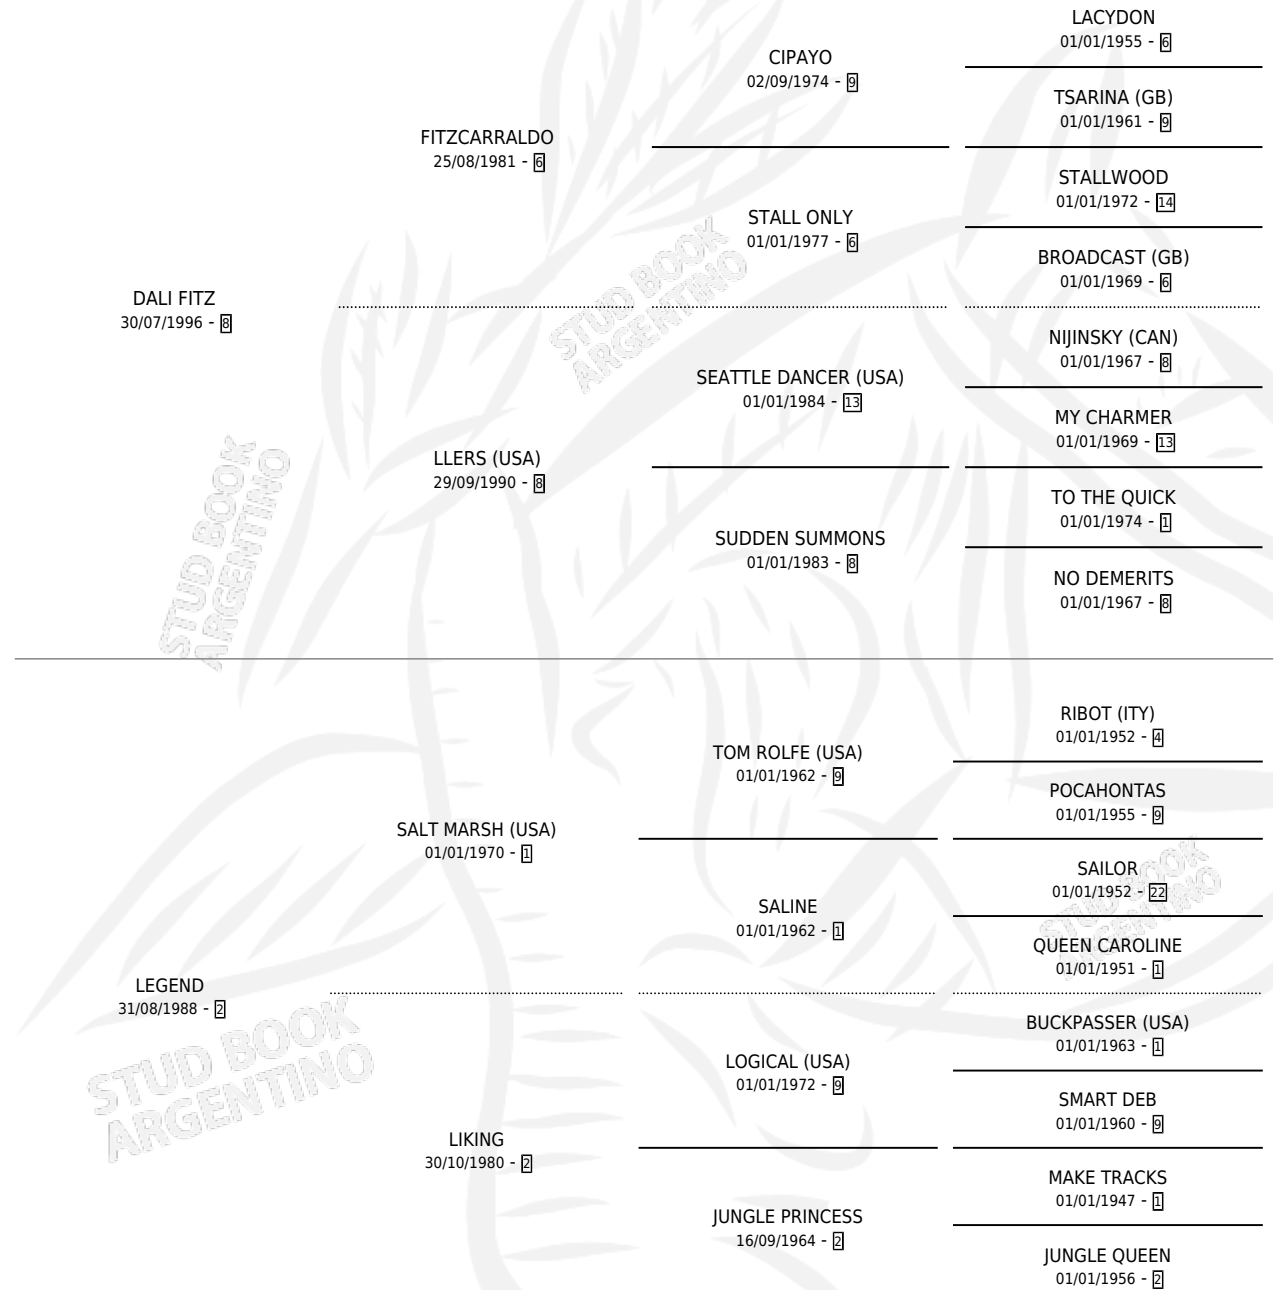 LACYDON
01/01/1955 - 6
CIPAYO
02/09/1974 - 9
TSARINA (GB)
01/01/1961 - 9
FITZCARRALDO
25/08/1981 - 6
STALLWOOD
01/01/1972 - 14
STALL ONLY
01/01/1977 - 6
BROADCAST (GB)
01/01/1969 - 6
DALI FITZ
30/07/1996 - 8
NIJINSKY (CAN)
01/01/1967 - 8
SEATTLE DANCER (USA)
01/01/1984 - 13
MY CHARMER
01/01/1969 - 13
LLERS (USA)
29/09/1990 - 8
TO THE QUICK
01/01/1974 - 1
SUDDEN SUMMONS
01/01/1983 - 8
NO DEMERITS
01/01/1967 - 8
STUD BOOK
ARGENTINO
STUD BOOK
ARGENTINO
RIBOT (ITY)
01/01/1952 - 4
TOM ROLFE (USA)
01/01/1962 - 9
POCAHONTAS
01/01/1955 - 9
SALT MARSH (USA)
01/01/1970 - 1
SAILOR
01/01/1952 - 22
SALINE
01/01/1962 - 1
QUEEN CAROLINE
01/01/1951 - 1
STUD BOOK
ARGENTINO
LEGEND
31/08/1988 - 2
BUCKPASSER (USA)
01/01/1963 - 1
LOGICAL (USA)
01/01/1972 - 9
SMART DEB
01/01/1960 - 9
LIKING
30/10/1980 - 2
MAKE TRACKS
01/01/1947 - 1
JUNGLE PRINCESS
16/09/1964 - 2
JUNGLE QUEEN
01/01/1956 - 2
STUD BOOK
ARGENTINO